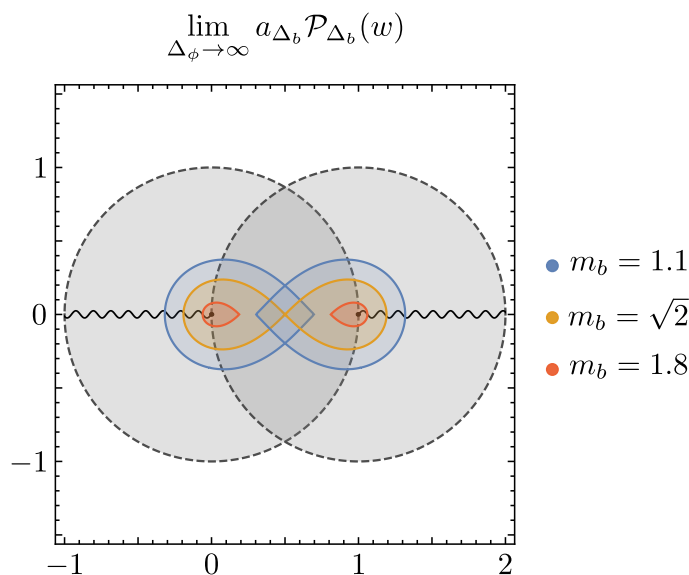 lim a_{Δ_b} 𝒫_{Δ_b}(w)
Δ_ϕ→∞
1
0
−1
−1 0 1 2
m_b = 1.1
m_b = √2
m_b = 1.8